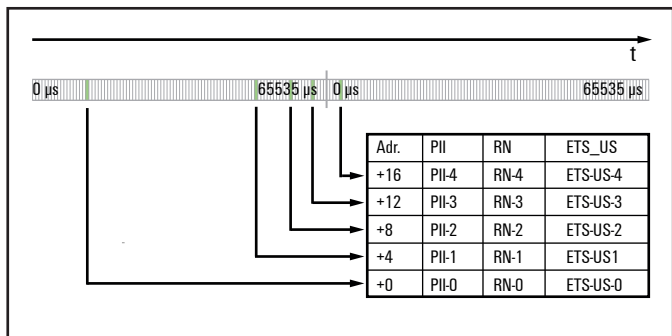 t
0 µs 65535 µs 0 µs 65535 µs
Adr. PII RN ETS_US
+16 PII-4 RN-4 ETS-US-4
+12 PII-3 RN-3 ETS-US-3
+8 PII-2 RN-2 ETS-US-2
+4 PII-1 RN-1 ETS-US1
+0 PII-0 RN-0 ETS-US-0